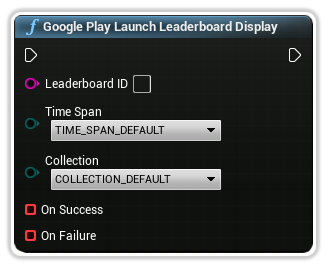 f Google Play Launch Leaderboard Display
Leaderboard ID
Time Span
TIME_SPAN_DEFAULT
Collection
COLLECTION_DEFAULT
On Success
On Failure